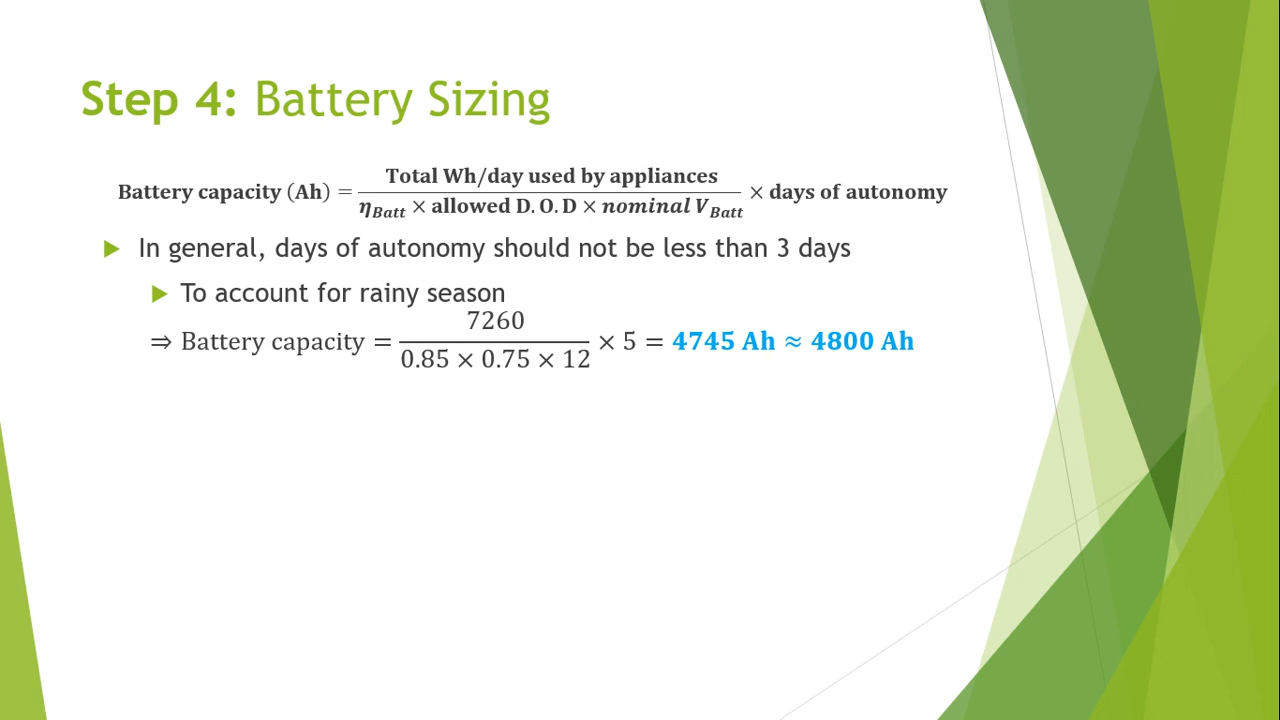 Step 4: Battery Sizing
Battery capacity (Ah) = Total Wh/day used by appliances / η_Batt × allowed D.O.D × nominal V_Batt × days of autonomy
In general, days of autonomy should not be less than 3 days
To account for rainy season
⇒ Battery capacity = 7260 / 0.85 × 0.75 × 12 × 5 = 4745 Ah ≈ 4800 Ah